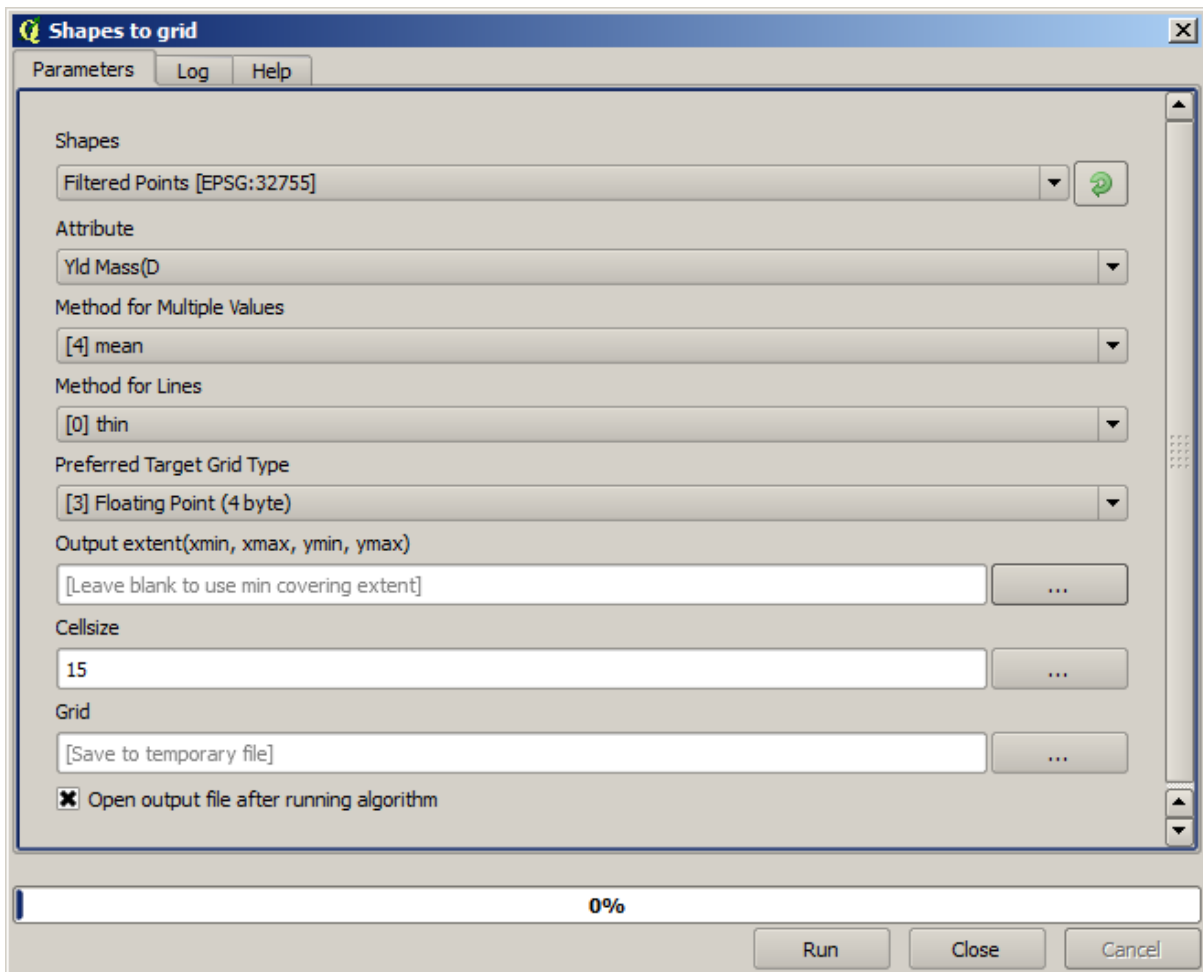 Shapes to grid
Parameters Log Help
Shapes
Filtered Points [EPSG:32755]
Attribute
Yld Mass(D
Method for Multiple Values
[4] mean
Method for Lines
[0] thin
Preferred Target Grid Type
[3] Floating Point (4 byte)
Output extent(xmin, xmax, ymin, ymax)
[Leave blank to use min covering extent] ...
Cellsize
15 ...
Grid
[Save to temporary file] ...
Open output file after running algorithm
0%
Run Close Cancel